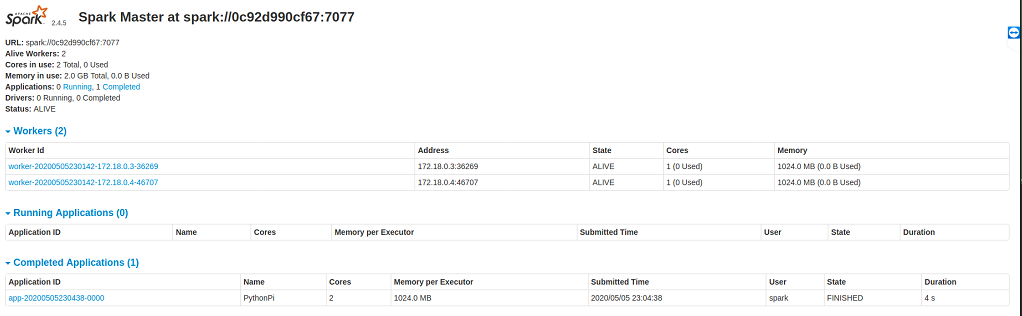 APACHE
Spark 2.4.5 Spark Master at spark://0c92d990cf67:7077
URL: spark://0c92d990cf67:7077
Alive Workers: 2
Cores in use: 2 Total, 0 Used
Memory in use: 2.0 GB Total, 0.0 B Used
Applications: 0 Running, 1 Completed
Drivers: 0 Running, 0 Completed
Status: ALIVE
Workers (2)
Worker Id Address State Cores Memory
worker-20200505230142-172.18.0.3-36269 172.18.0.3:36269 ALIVE 1 (0 Used) 1024.0 MB (0.0 B Used)
worker-20200505230142-172.18.0.4-46707 172.18.0.4:46707 ALIVE 1 (0 Used) 1024.0 MB (0.0 B Used)
Running Applications (0)
Application ID Name Cores Memory per Executor Submitted Time User State Duration
Completed Applications (1)
Application ID Name Cores Memory per Executor Submitted Time User State Duration
app-20200505230438-0000 PythonPi 2 1024.0 MB 2020/05/05 23:04:38 spark FINISHED 4 s